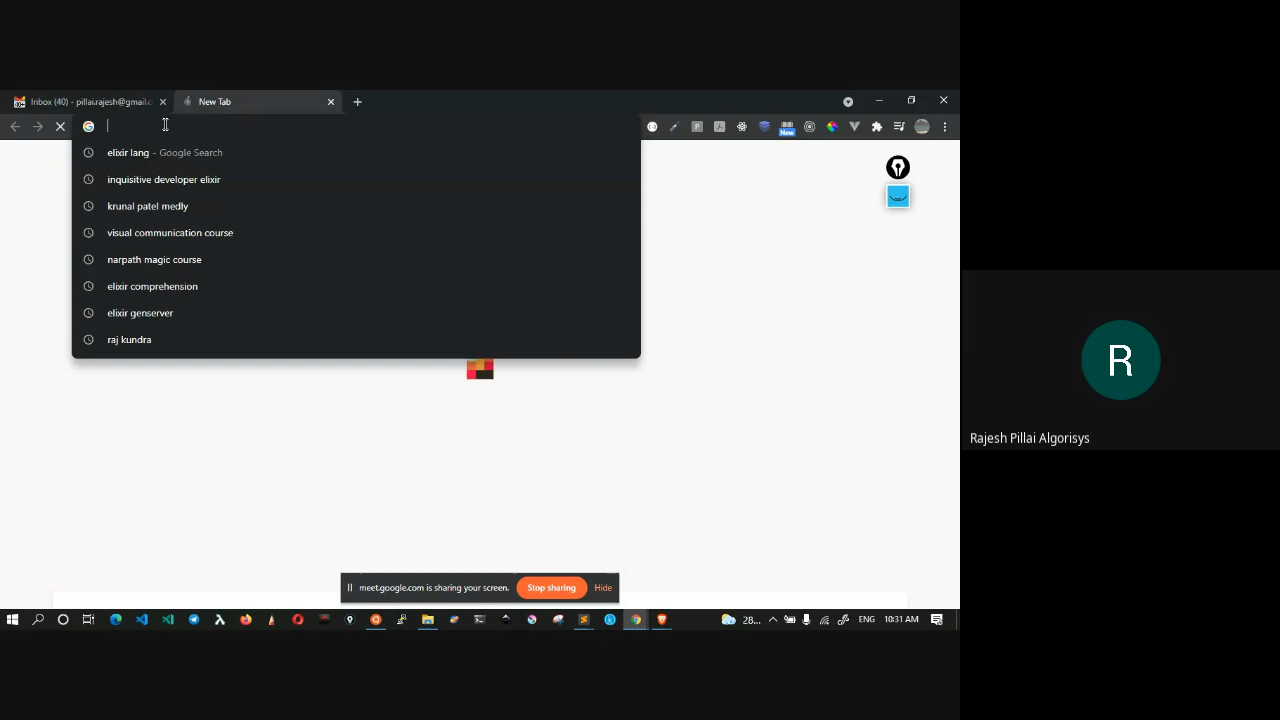 Inbox (40) - pillai.rajesh@gmail.c
New Tab
elixir lang - Google Search
inquisitive developer elixir
krunal patel medly
visual communication course
narpath magic course
elixir comprehension
elixir genserver
raj kundra
New
R
Rajesh Pillai Algorisys
meet.google.com is sharing your screen.
Stop sharing
Hide
28...
ENG
10:31 AM